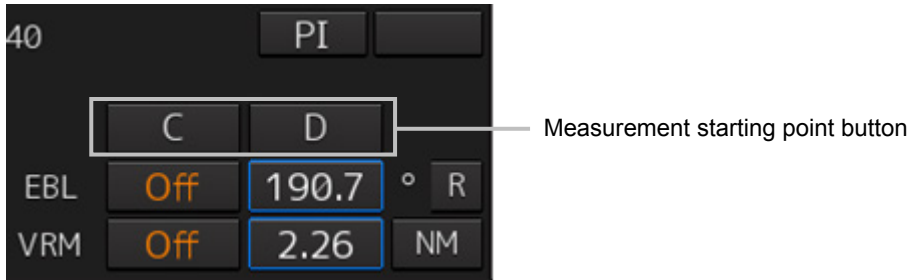 40 PI
C D Measurement starting point button
EBL Off 190.7 ° R
VRM Off 2.26 NM